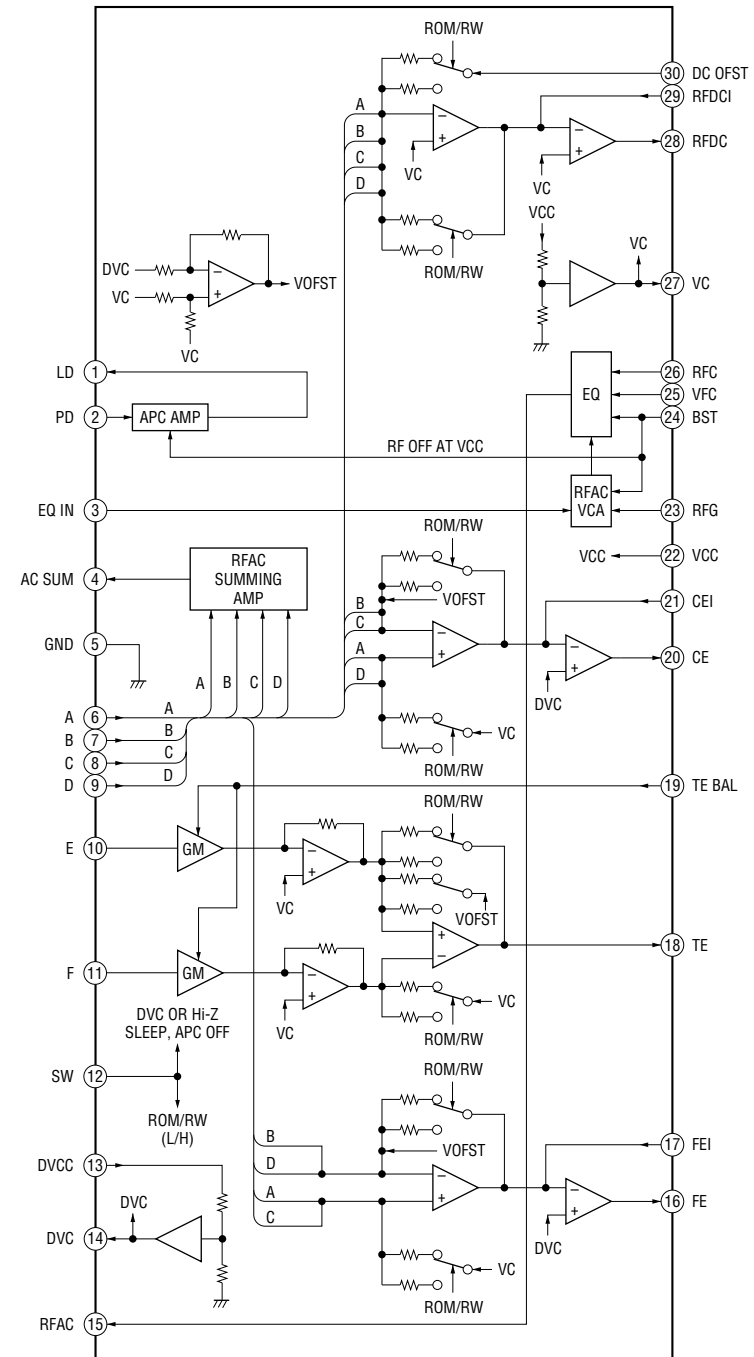 ROM/RW
30 DC OFST
29 RFDCI
A
B
C
D
VC
VC
28 RFDC
ROM/RW
VCC
VC
27 VC
DVC
VC
VOFST
VC
LD 1
PD 2
APC AMP
EQ
26 RFC
25 VFC
24 BST
RF OFF AT VCC
EQ IN 3
RFAC
VCA
23 RFG
VCC
22 VCC
AC SUM 4
RFAC
SUMMING
AMP
ROM/RW
B
VOFST
C
A
D
21 CEI
20 CE
DVC
GND 5
A B C D
VC
ROM/RW
A 6 A
B 7 B
C 8 C
D 9 D
19 TE BAL
ROM/RW
E 10
GM
VC
VOFST
18 TE
F 11
GM
VC
VC
ROM/RW
DVC OR Hi-Z
SLEEP, APC OFF
SW 12
ROM/RW
(L/H)
ROM/RW
B
VOFST
D
A
C
17 FEI
16 FE
DVC
DVCC 13
DVC
DVC 14
VC
ROM/RW
RFAC 15